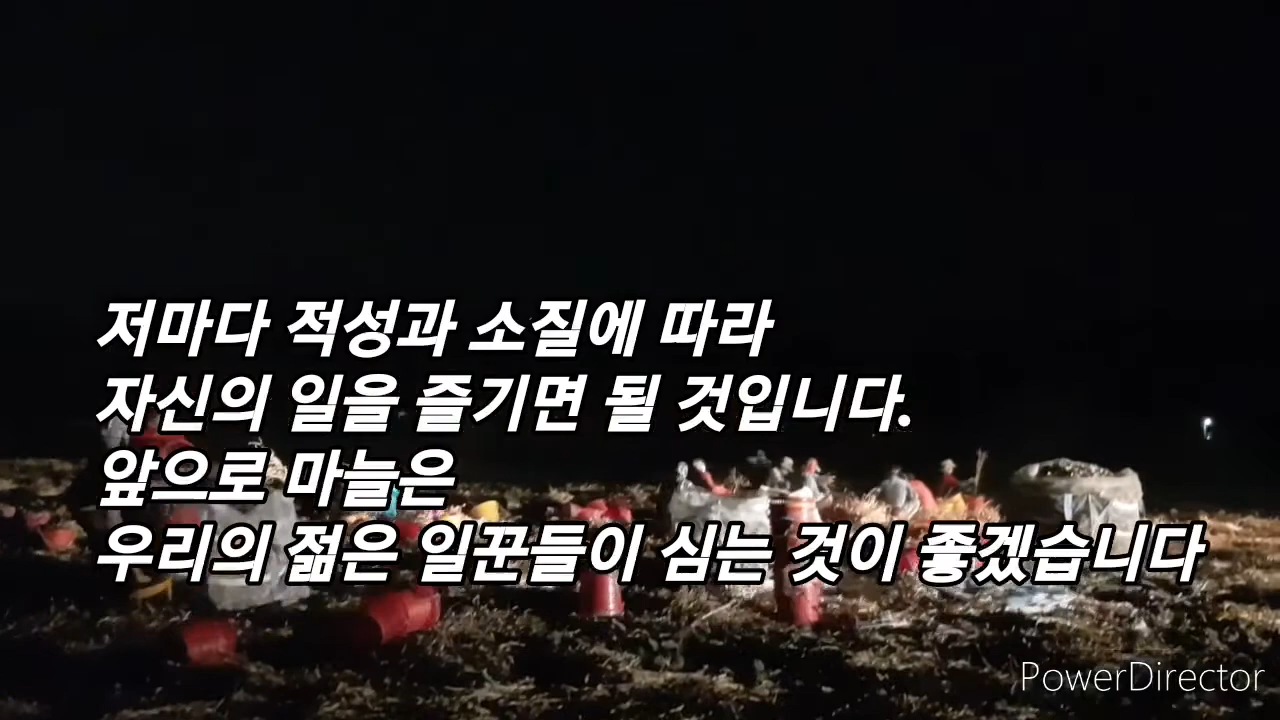 저마다 적성과 소질에 따라
자신의 일을 즐기면 될 것입니다.
앞으로 마늘은
우리의 젊은 일꾼들이 심는 것이 좋겠습니다
PowerDirector